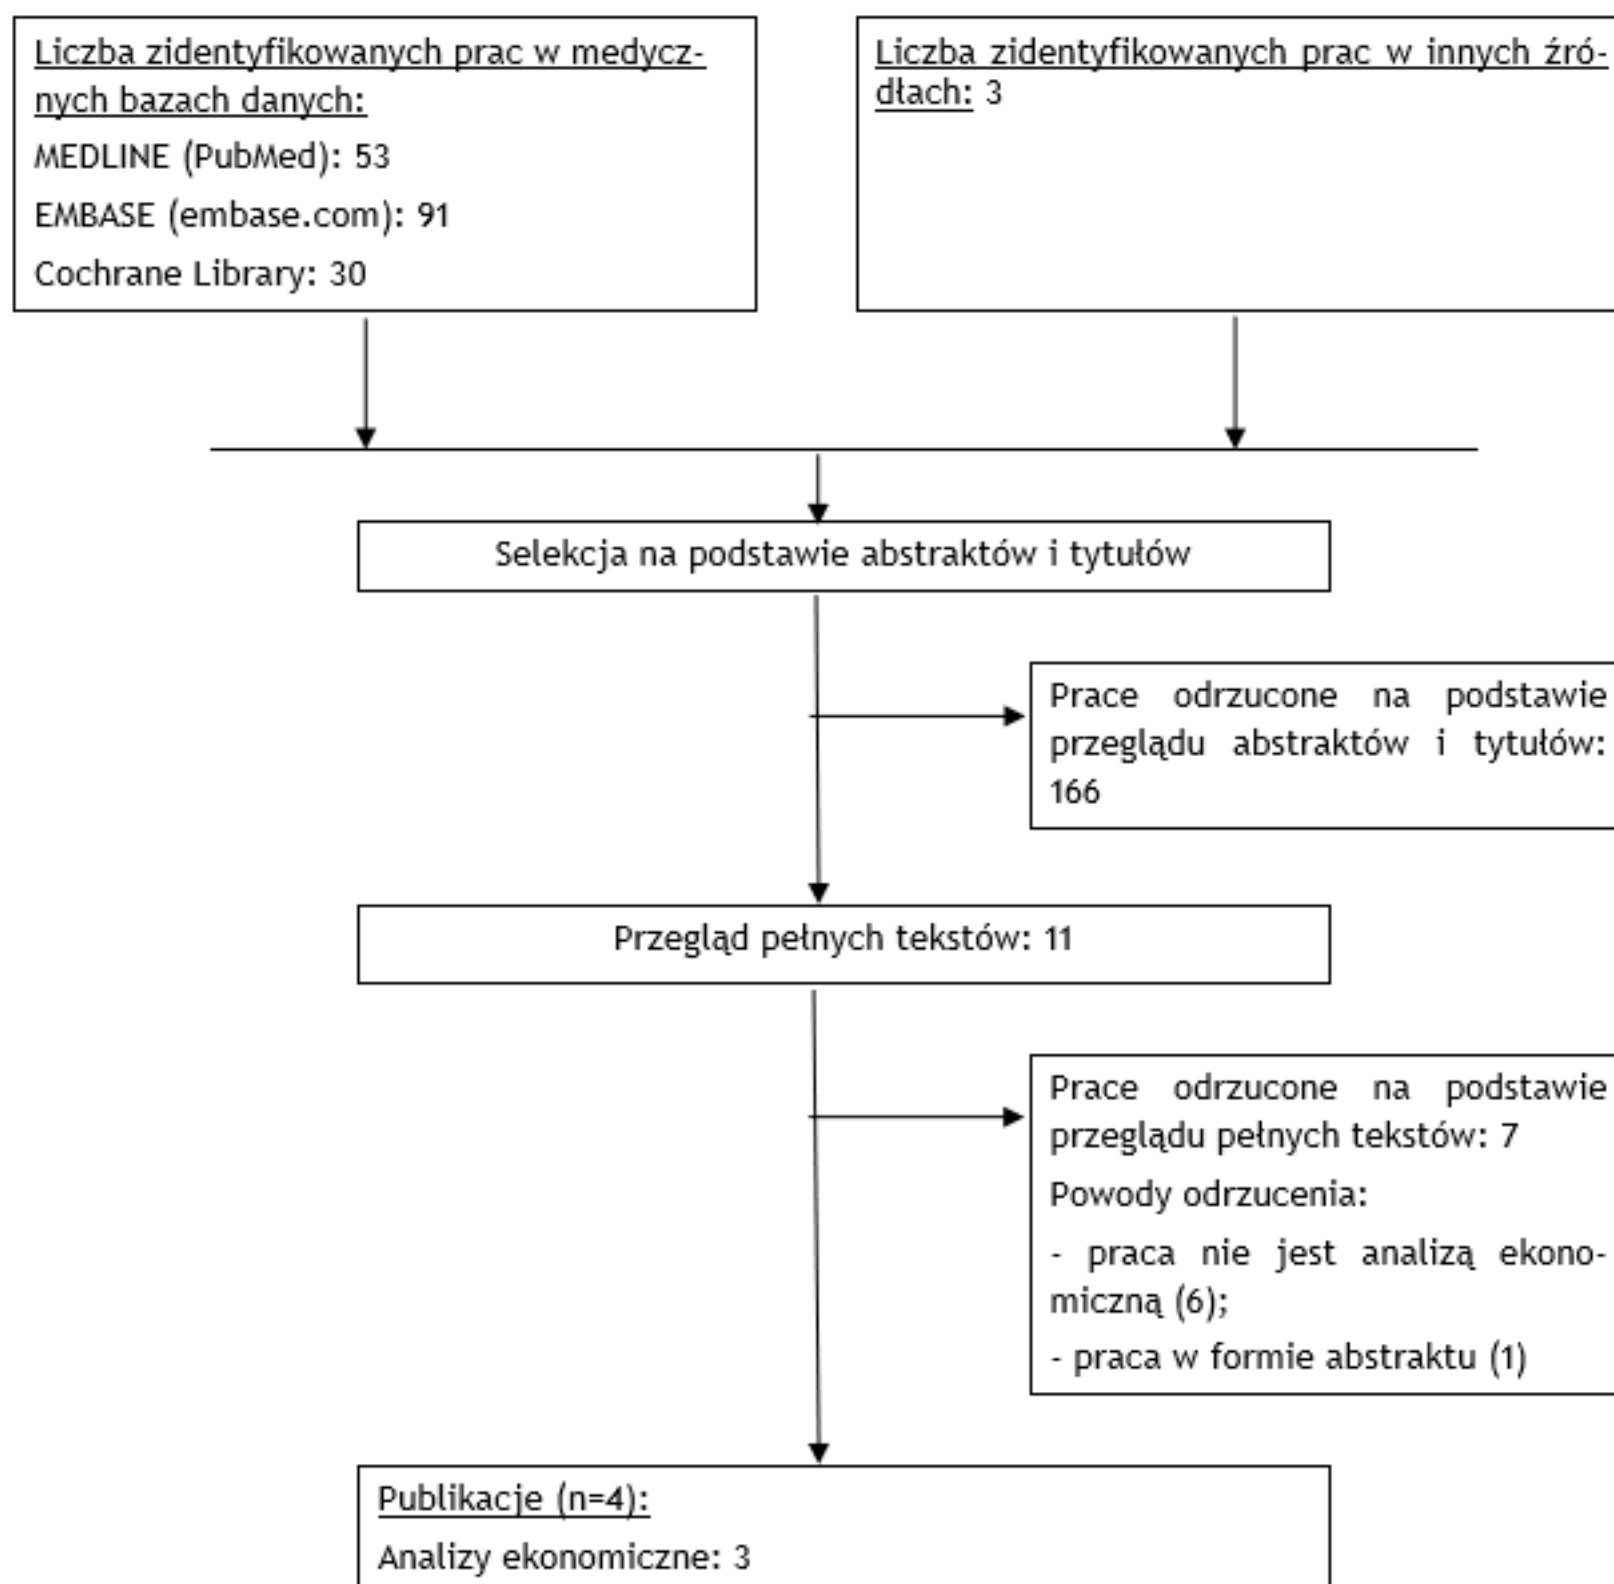 Liczba zidentyfikowanych prac w medycz-
nych bazach danych:
MEDLINE (PubMed): 53
EMBASE (embase.com): 91
Cochrane Library: 30
Liczba zidentyfikowanych prac w innych źró-
dłach: 3
Selekcja na podstawie abstraktów i tytułów
Prace odrzucone na podstawie
przeglądu abstraktów i tytułów:
166
Przegląd pełnych tekstów: 11
Prace odrzucone na podstawie
przeglądu pełnych tekstów: 7
Powody odrzucenia:
- praca nie jest analizą ekono-
miczną (6);
- praca w formie abstraktu (1)
Publikacje (n=4):
Analizy ekonomiczne: 3